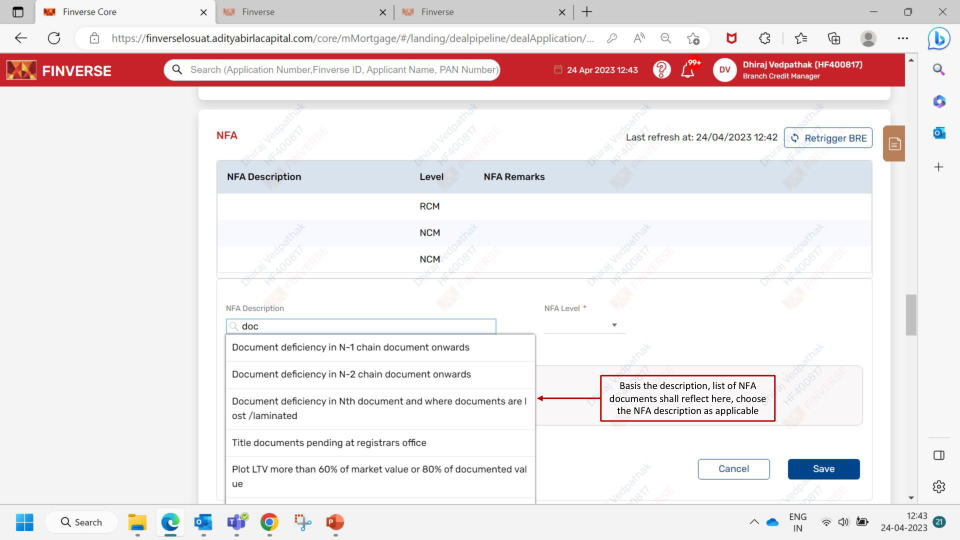 Finverse Core
Finverse
Finverse
https://finverselosuat.adityabirlacapital.com/core/mMortgage/#/landing/dealpipeline/dealApplication/...
FINVERSE
Search (Application Number,Finverse ID, Applicant Name, PAN Number)
24 Apr 2023 12:43
99+
DV
Dhiraj Vedpathak (HF400817)
Branch Credit Manager
NFA
Last refresh at: 24/04/2023 12:42
Retrigger BRE
NFA Description Level NFA Remarks
RCM
NCM
NCM
NFA Description
NFA Level *
doc
Document deficiency in N-1 chain document onwards
Document deficiency in N-2 chain document onwards
Document deficiency in Nth document and where documents are l
ost /laminated
Title documents pending at registrars office
Plot LTV more than 60% of market value or 80% of documented val
ue
Basis the description, list of NFA
documents shall reflect here, choose
the NFA description as applicable
Cancel
Save
Dhiraj Vedpathak
HF400817
FINVERSE
Search
ENG
IN
12:43
24-04-2023
21